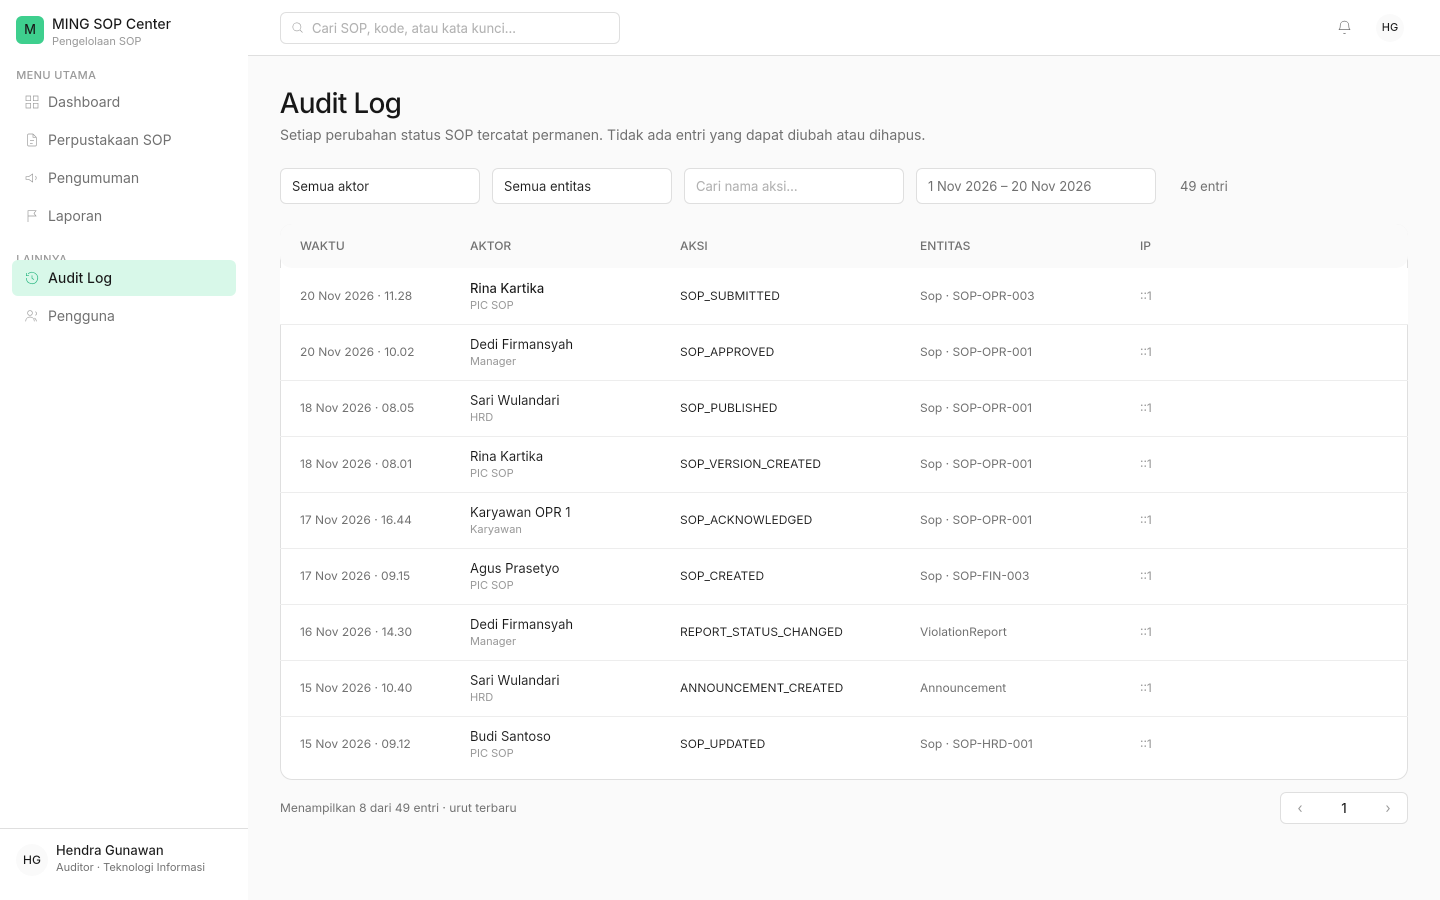 M
MING SOP Center
Pengelolaan SOP
Cari SOP, kode, atau kata kunci...
HG
MENU UTAMA
Dashboard
Perpustakaan SOP
Pengumuman
Laporan
LAINNYA
Audit Log
Pengguna
Audit Log
Setiap perubahan status SOP tercatat permanen. Tidak ada entri yang dapat diubah atau dihapus.
Semua aktor
Semua entitas
Cari nama aksi...
1 Nov 2026 – 20 Nov 2026
49 entri
WAKTU AKTOR AKSI ENTITAS IP
20 Nov 2026 · 11.28 Rina Kartika SOP_SUBMITTED Sop · SOP-OPR-003 ::1
PIC SOP
20 Nov 2026 · 10.02 Dedi Firmansyah SOP_APPROVED Sop · SOP-OPR-001 ::1
Manager
18 Nov 2026 · 08.05 Sari Wulandari SOP_PUBLISHED Sop · SOP-OPR-001 ::1
HRD
18 Nov 2026 · 08.01 Rina Kartika SOP_VERSION_CREATED Sop · SOP-OPR-001 ::1
PIC SOP
17 Nov 2026 · 16.44 Karyawan OPR 1 SOP_ACKNOWLEDGED Sop · SOP-OPR-001 ::1
Karyawan
17 Nov 2026 · 09.15 Agus Prasetyo SOP_CREATED Sop · SOP-FIN-003 ::1
PIC SOP
16 Nov 2026 · 14.30 Dedi Firmansyah REPORT_STATUS_CHANGED ViolationReport ::1
Manager
15 Nov 2026 · 10.40 Sari Wulandari ANNOUNCEMENT_CREATED Announcement ::1
HRD
15 Nov 2026 · 09.12 Budi Santoso SOP_UPDATED Sop · SOP-HRD-001 ::1
PIC SOP
Menampilkan 8 dari 49 entri · urut terbaru
‹ 1 ›
HG
Hendra Gunawan
Auditor · Teknologi Informasi